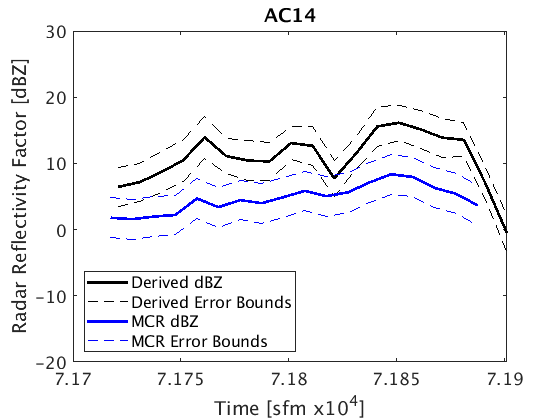 AC14
Radar Reflectivity Factor [dBZ]
30
20
10
0
-10
-20
Derived dBZ
Derived Error Bounds
MCR dBZ
MCR Error Bounds
7.17 7.175 7.18 7.185 7.19
Time [sfm x10⁴]